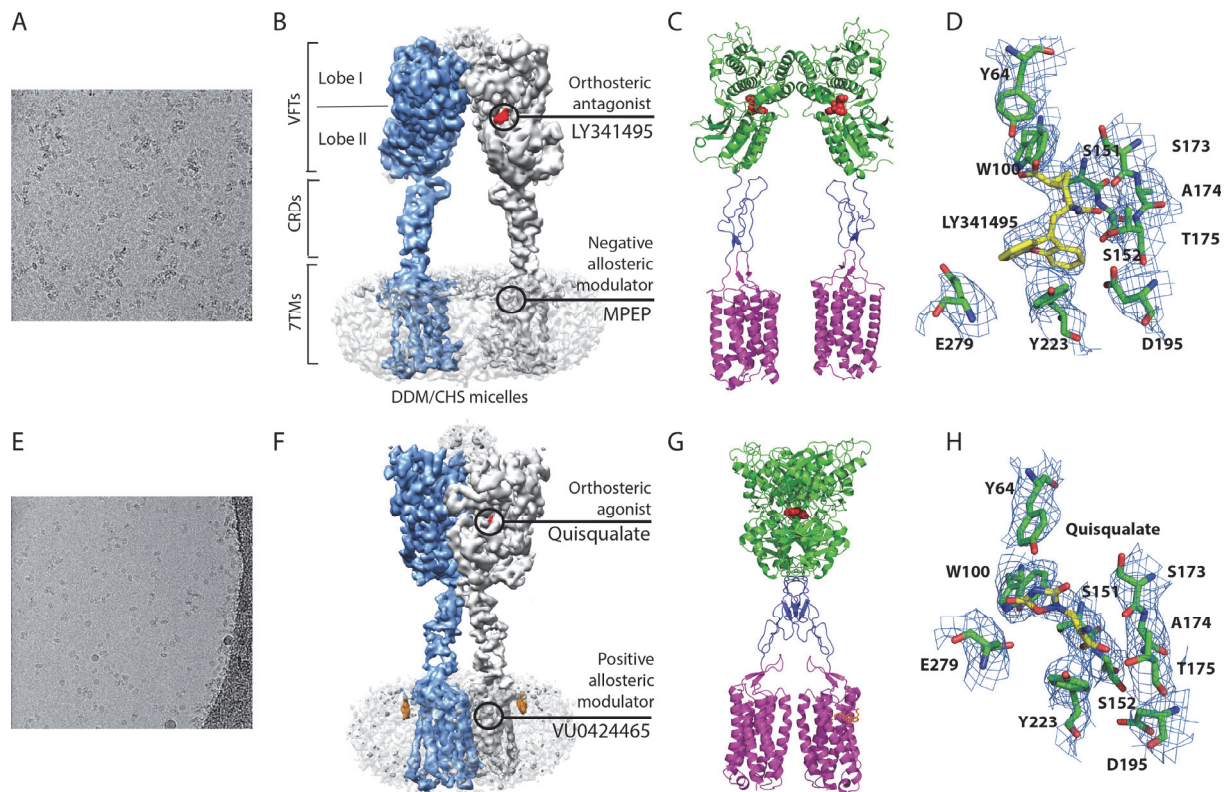 A
B
VFTs
Lobe I
Lobe II
CRDs
7TMs
Orthosteric
antagonist
LY341495
Negative
allosteric
modulator
MPEP
DDM/CHS micelles
C
D
Y64
S151
S173
W100
A174
LY341495
T175
S152
E279
Y223
D195
E
F
Orthosteric
agonist
Quisqualate
Positive
allosteric
modulator
VU0424465
G
H
Y64
Quisqualate
W100
S151
S173
A174
E279
T175
S152
Y223
D195